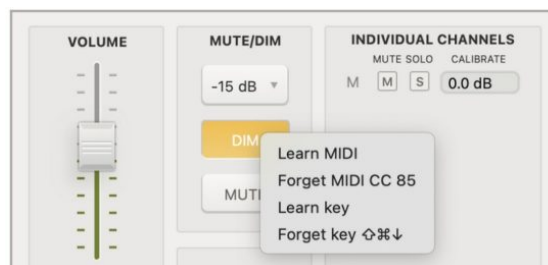 VOLUME
MUTE/DIM
-15 dB
DIM
MUT
INDIVIDUAL CHANNELS
MUTE SOLO CALIBRATE
M M S 0.0 dB
Learn MIDI
Forget MIDI CC 85
Learn key
Forget key ⇧⌘↓